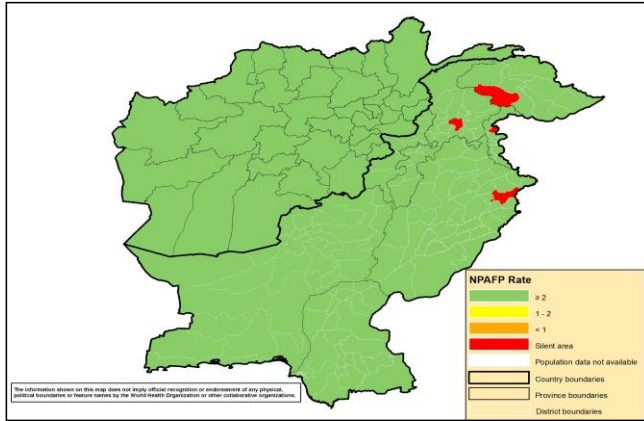 NPAFP Rate
≥ 2
1 - 2
< 1
Silent area
Population data not available
Country boundaries
Province boundaries
District boundaries
The information shown on this map does not imply official recognition or endorsement of any physical,
political boundaries or feature names by the World Health Organization or other collaborative organizations.